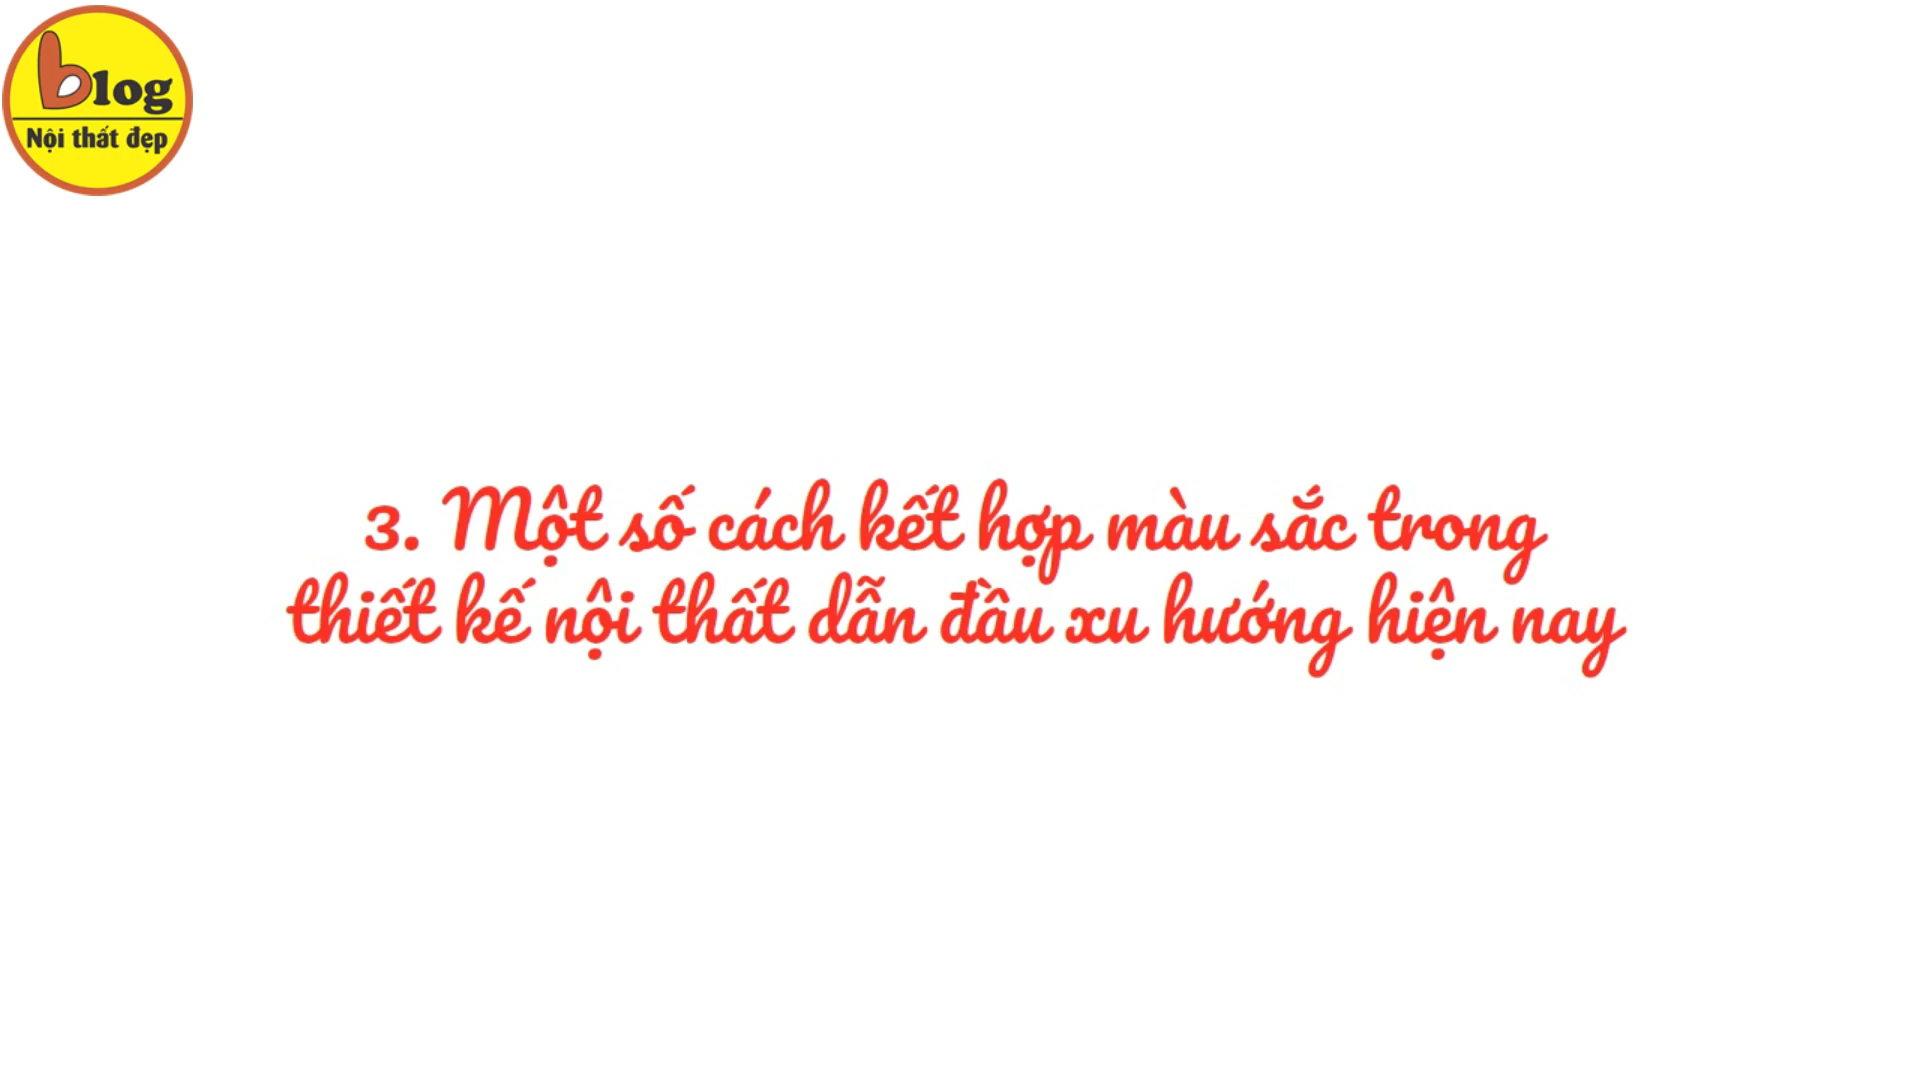 blog
Nội thất đẹp
3. Một số cách kết hợp màu sắc trong
thiết kế nội thất dẫn đầu xu hướng hiện nay